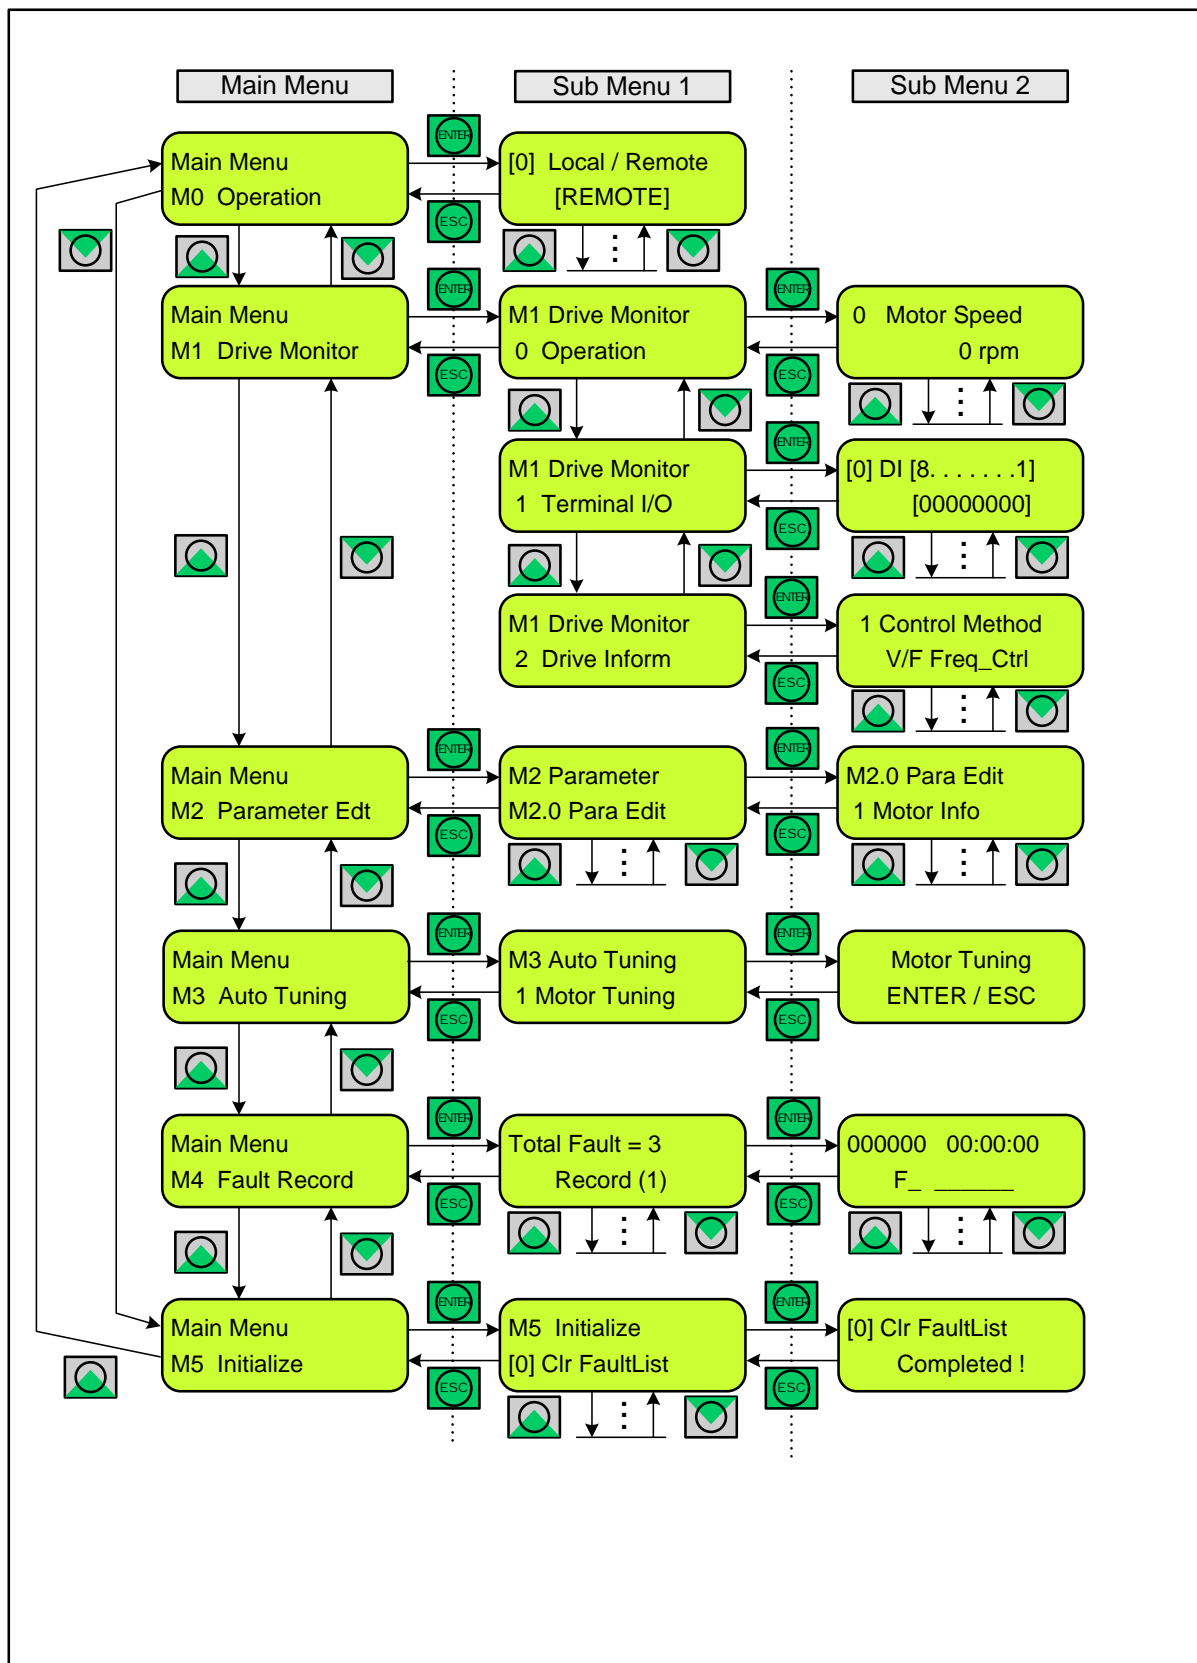 Main Menu
Sub Menu 1
Sub Menu 2
ENTER
Main Menu
M0 Operation
[0] Local / Remote
[REMOTE]
ESC
ENTER
ENTER
Main Menu
M1 Drive Monitor
M1 Drive Monitor
0 Operation
0 Motor Speed
0 rpm
ESC
ESC
ENTER
M1 Drive Monitor
1 Terminal I/O
[0] DI [8. . . . . . .1]
[00000000]
ESC
ENTER
M1 Drive Monitor
2 Drive Inform
1 Control Method
V/F Freq_Ctrl
ESC
ENTER
ENTER
Main Menu
M2 Parameter Edt
M2 Parameter
M2.0 Para Edit
M2.0 Para Edit
1 Motor Info
ESC
ESC
ENTER
ENTER
Main Menu
M3 Auto Tuning
M3 Auto Tuning
1 Motor Tuning
Motor Tuning
ENTER / ESC
ESC
ESC
ENTER
ENTER
Main Menu
M4 Fault Record
Total Fault = 3
Record (1)
000000 00:00:00
F_ _____
ESC
ESC
ENTER
ENTER
Main Menu
M5 Initialize
M5 Initialize
[0] Clr FaultList
[0] Clr FaultList
Completed !
ESC
ESC